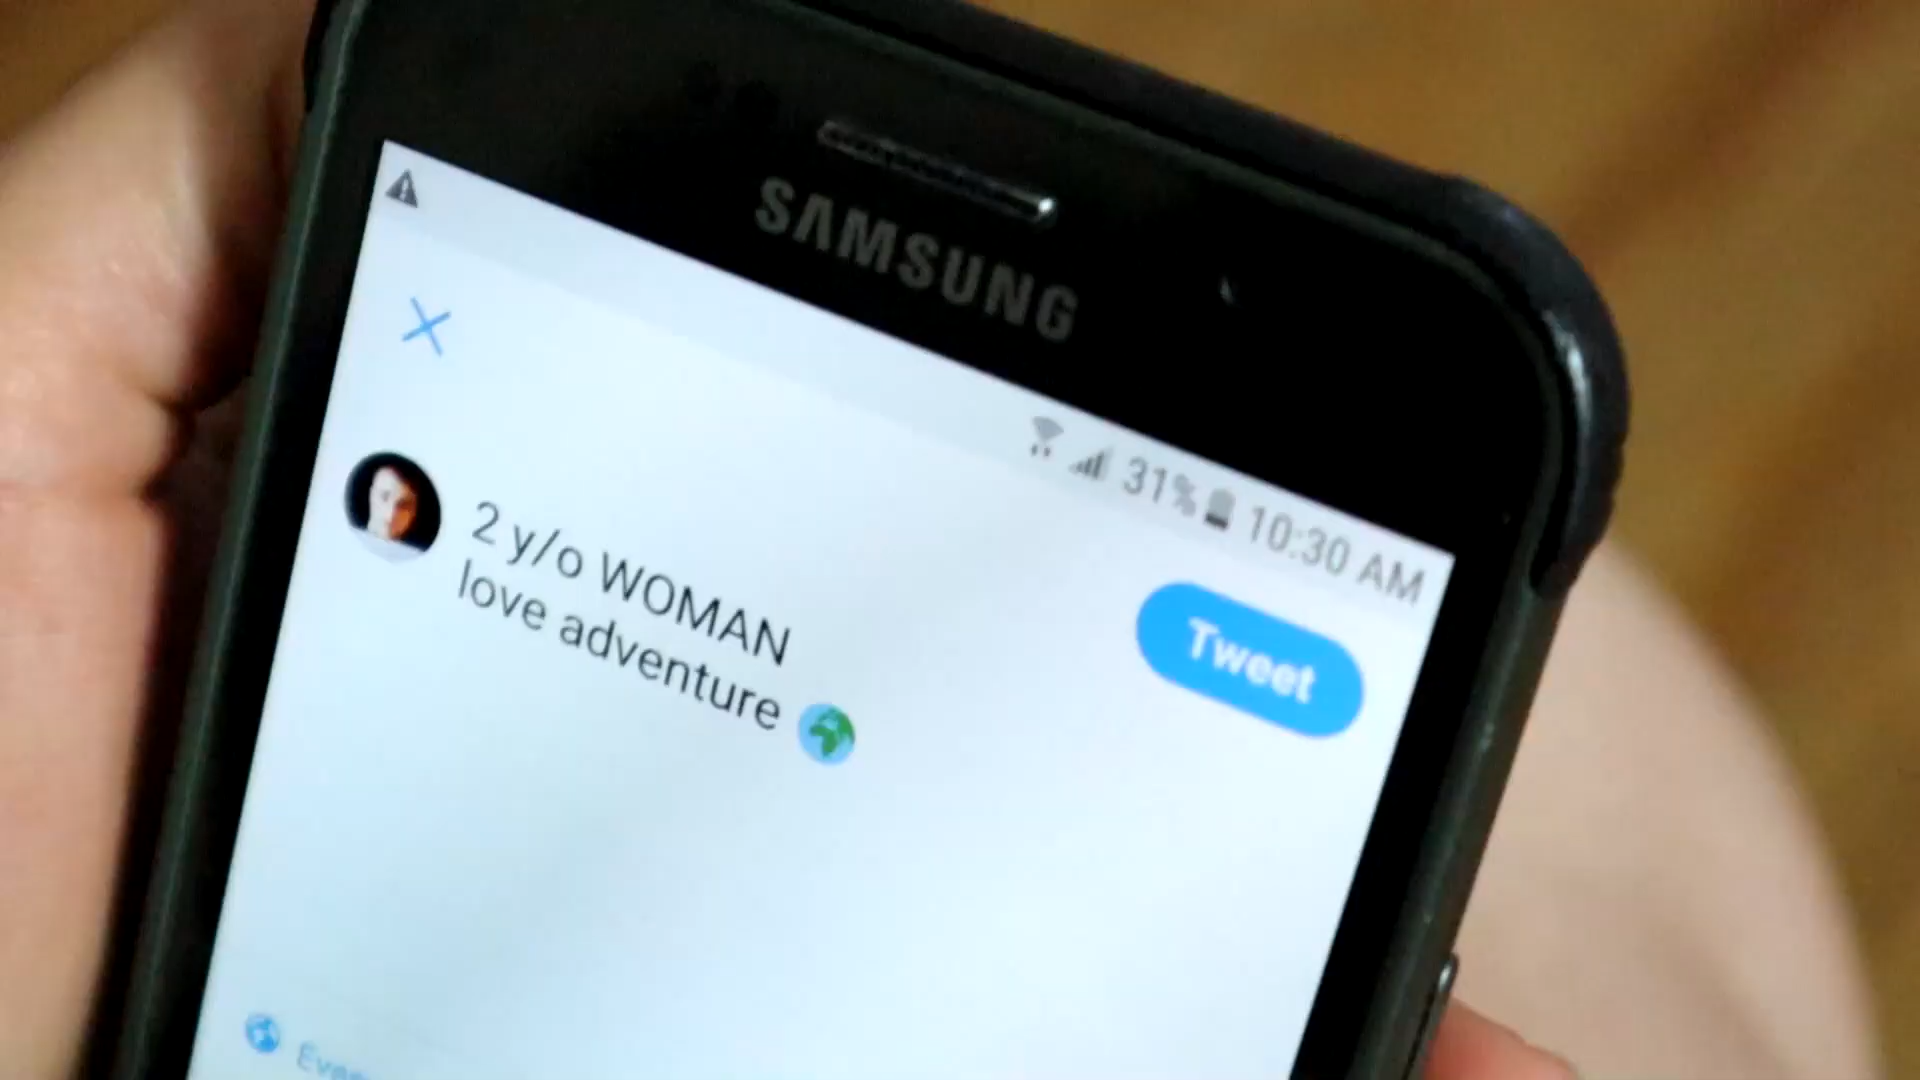 SAMSUNG
31% 10:30 AM
Tweet
2 y/o WOMAN
love adventure 🌍